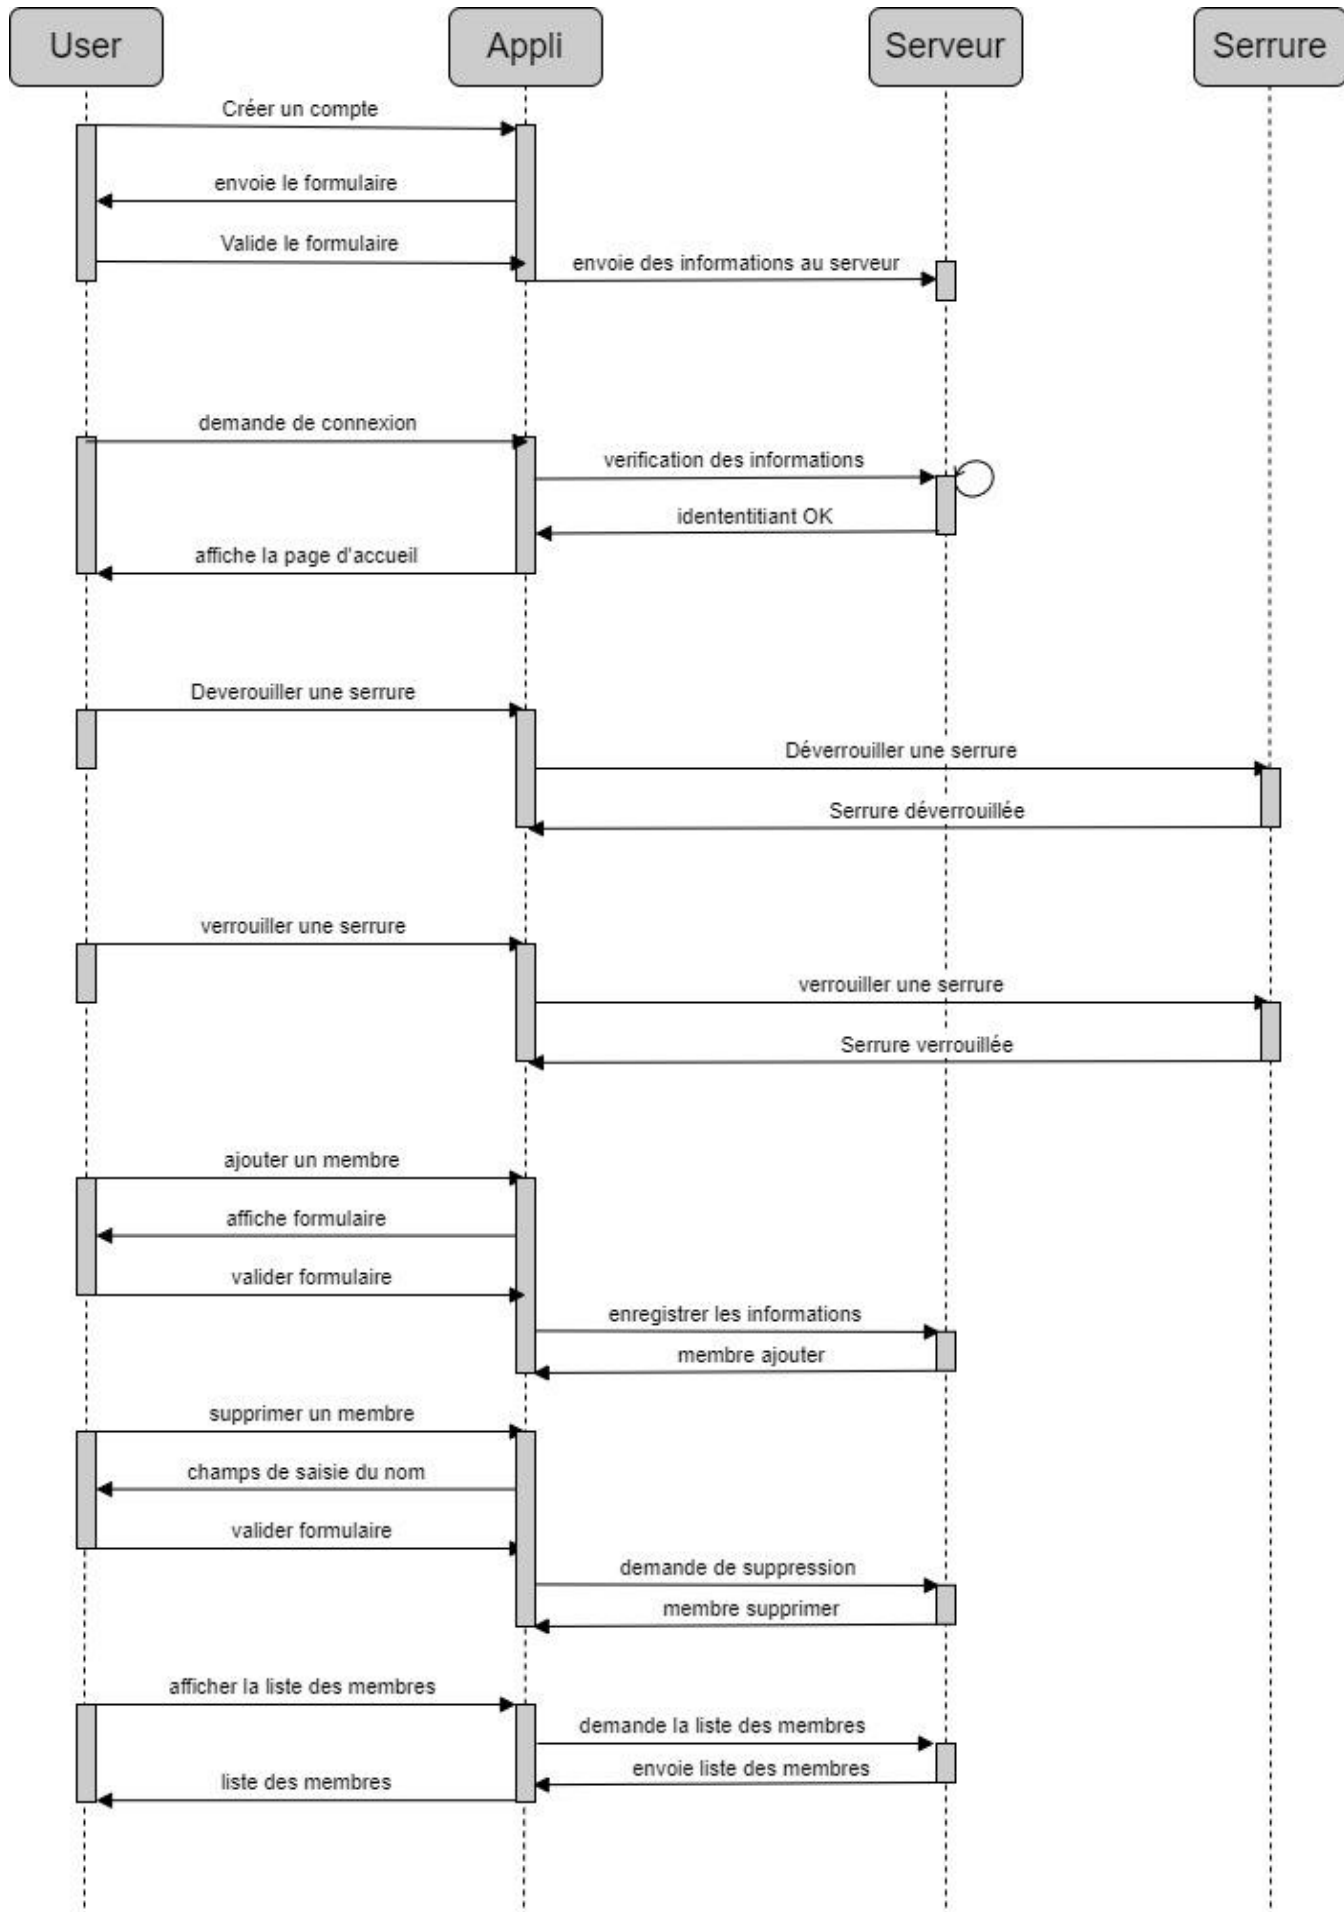 User
Appli
Serveur
Serrure
Créer un compte
envoie le formulaire
Valide le formulaire
envoie des informations au serveur
demande de connexion
verification des informations
idententitiant OK
affiche la page d'accueil
Deverouiller une serrure
Déverrouiller une serrure
Serrure déverrouillée
verrouiller une serrure
verrouiller une serrure
Serrure verrouillée
ajouter un membre
affiche formulaire
valider formulaire
enregistrer les informations
membre ajouter
supprimer un membre
champs de saisie du nom
valider formulaire
demande de suppression
membre supprimer
afficher la liste des membres
demande la liste des membres
envoie liste des membres
liste des membres